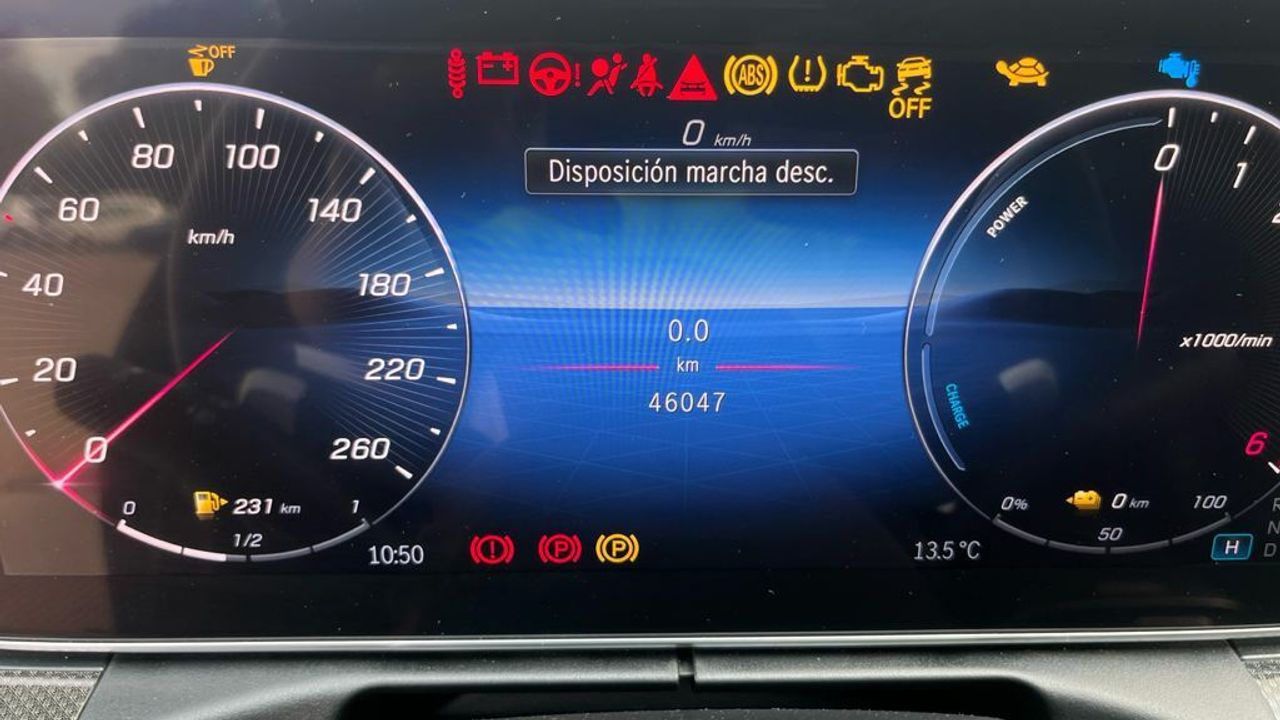 OFF
ABS
OFF
0 km/h
Disposición marcha desc.
0
20
40
60
80
100
140
180
220
260
km/h
0
1/2
1
231 km
10:50
0.0
km
46047
P
P
13.5 °C
POWER
CHARGE
0
1
6
x1000/min
0%
50
100
0 km
R
N
D
H